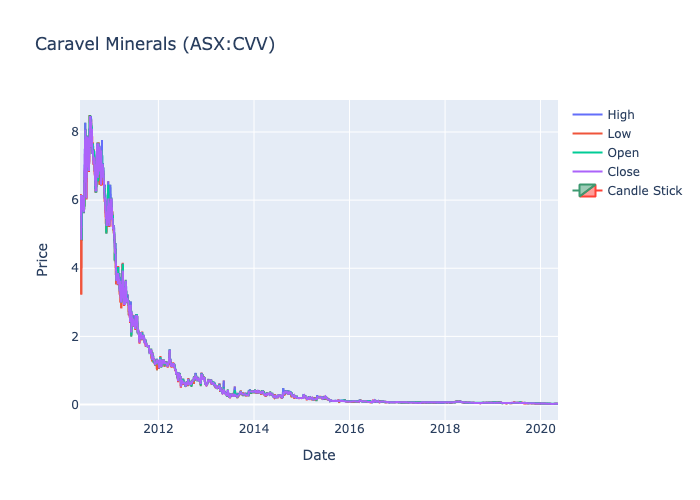 Caravel Minerals (ASX:CVV)
High
Low
Open
Close
Candle Stick
8
6
4
2
0
Price
2012
2014
2016
2018
2020
Date